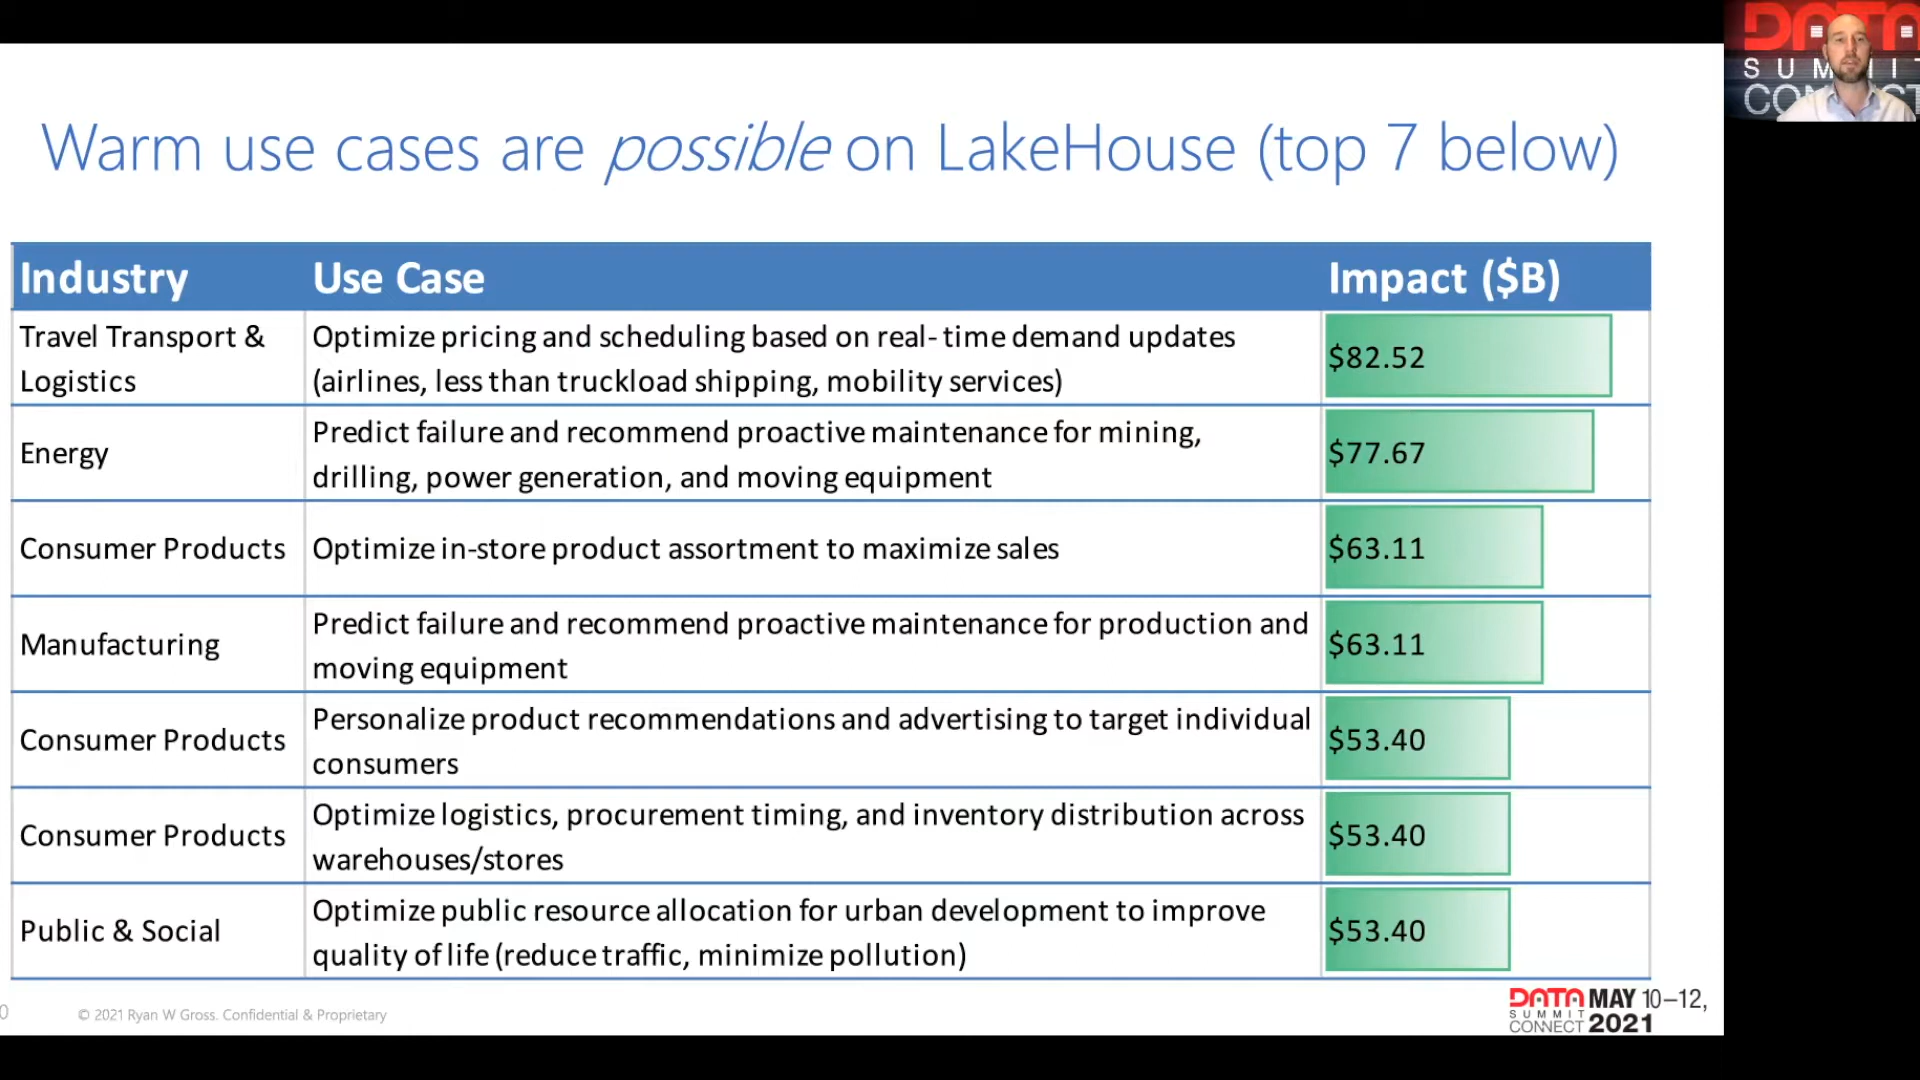 DATA
SUMMIT
CONNECT
Warm use cases are possible on LakeHouse (top 7 below)
Industry Use Case Impact ($B)
Travel Transport &
Logistics
Optimize pricing and scheduling based on real-time demand updates
(airlines, less than truckload shipping, mobility services)
$82.52
Energy
Predict failure and recommend proactive maintenance for mining,
drilling, power generation, and moving equipment
$77.67
Consumer Products
Optimize in-store product assortment to maximize sales
$63.11
Manufacturing
Predict failure and recommend proactive maintenance for production and
moving equipment
$63.11
Consumer Products
Personalize product recommendations and advertising to target individual
consumers
$53.40
Consumer Products
Optimize logistics, procurement timing, and inventory distribution across
warehouses/stores
$53.40
Public & Social
Optimize public resource allocation for urban development to improve
quality of life (reduce traffic, minimize pollution)
$53.40
0
© 2021 Ryan W Gross. Confidential & Proprietary
DATA
SUMMIT
CONNECT
MAY 10–12,
2021